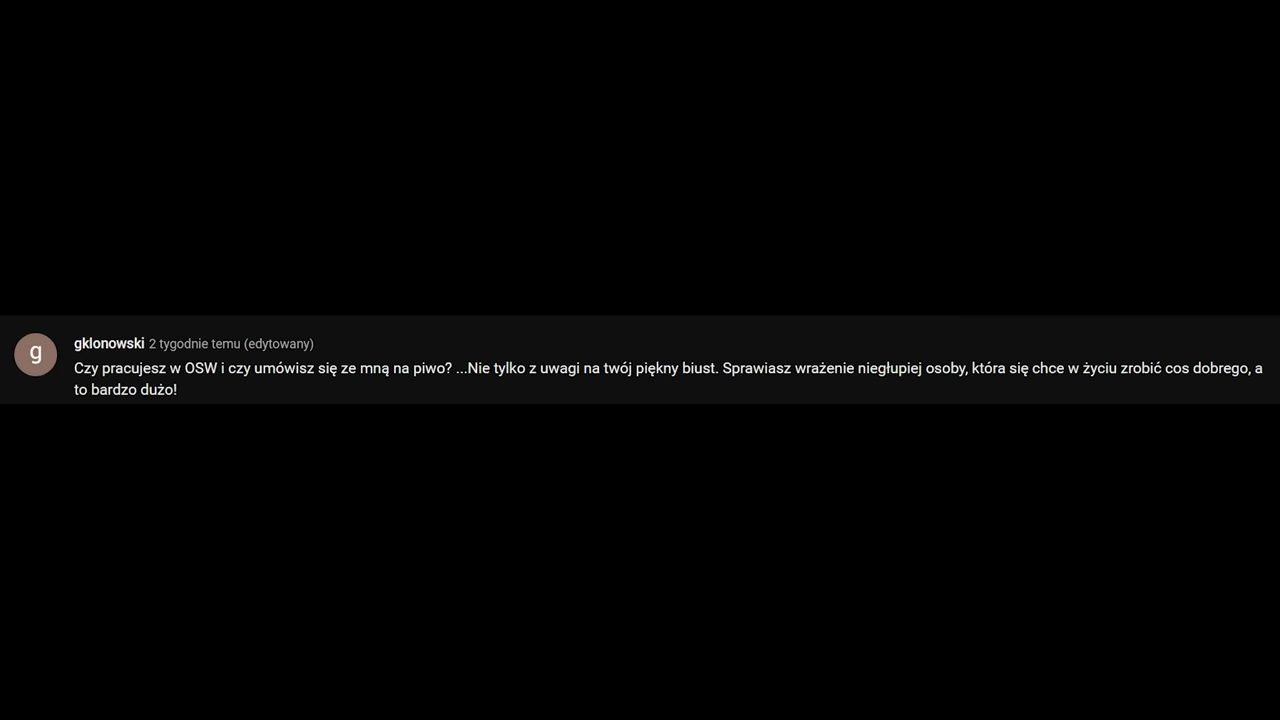 g
gklonowski 2 tygodnie temu (edytowany)
Czy pracujesz w OSW i czy umówisz się ze mną na piwo? ...Nie tylko z uwagi na twój piękny biust. Sprawiasz wrażenie niegłupiej osoby, która się chce w życiu zrobić cos dobrego, a
to bardzo dużo!